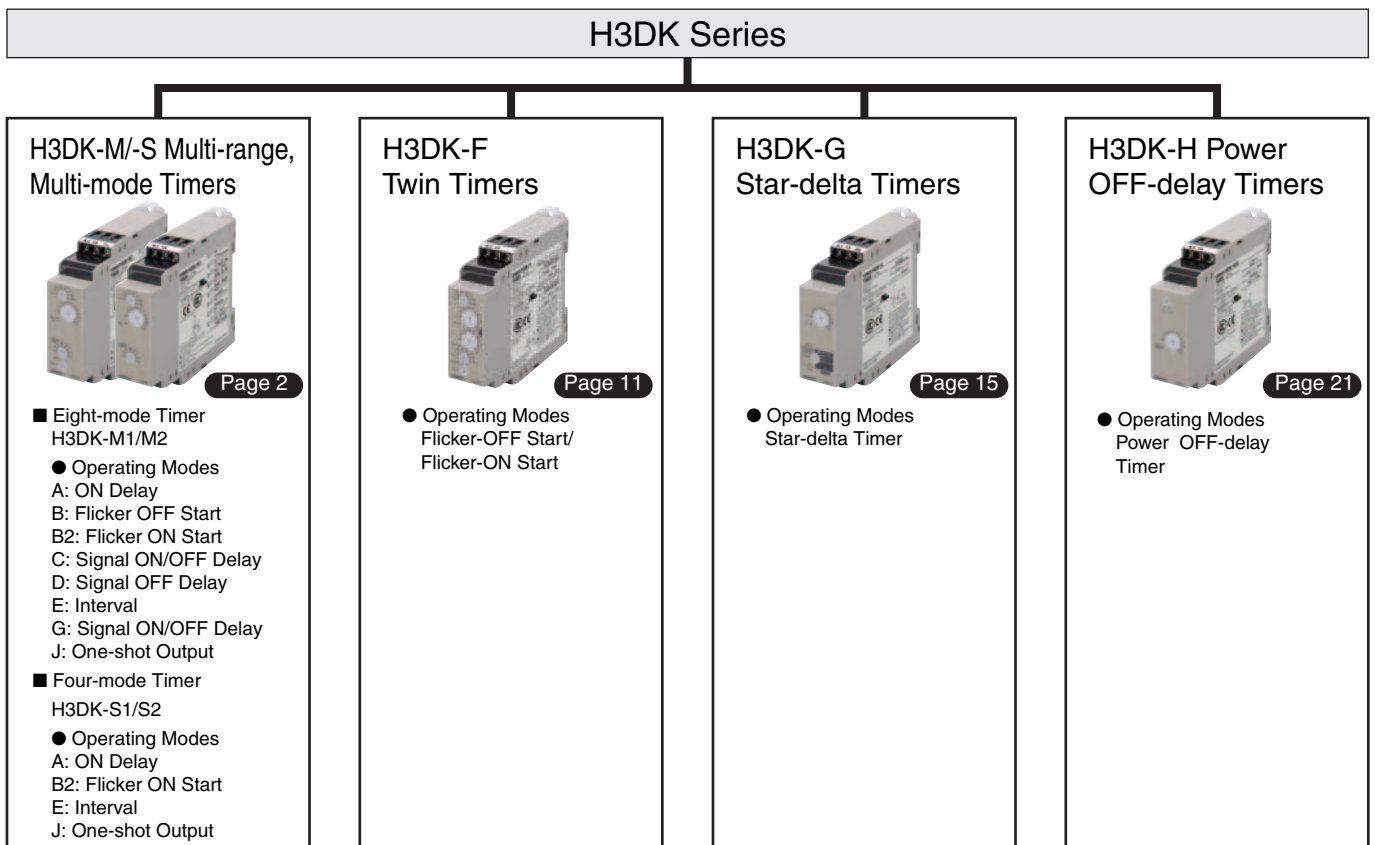 H3DK Series
H3DK-M/-S Multi-range,
Multi-mode Timers
Page 2
■ Eight-mode Timer
H3DK-M1/M2
● Operating Modes
A: ON Delay
B: Flicker OFF Start
B2: Flicker ON Start
C: Signal ON/OFF Delay
D: Signal OFF Delay
E: Interval
G: Signal ON/OFF Delay
J: One-shot Output
■ Four-mode Timer
H3DK-S1/S2
● Operating Modes
A: ON Delay
B2: Flicker ON Start
E: Interval
J: One-shot Output
H3DK-F
Twin Timers
Page 11
● Operating Modes
Flicker-OFF Start/
Flicker-ON Start
H3DK-G
Star-delta Timers
Page 15
● Operating Modes
Star-delta Timer
H3DK-H Power
OFF-delay Timers
Page 21
● Operating Modes
Power OFF-delay
Timer